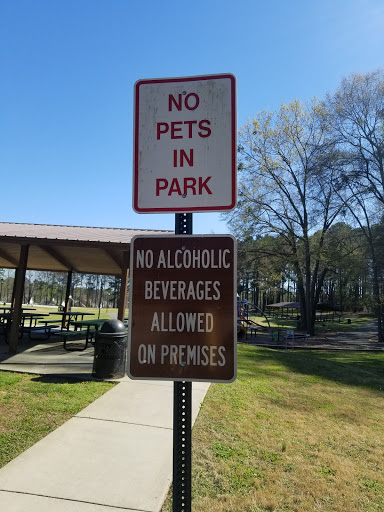 NO
PETS
IN
PARK
NO ALCOHOLIC
BEVERAGES
ALLOWED
ON PREMISES